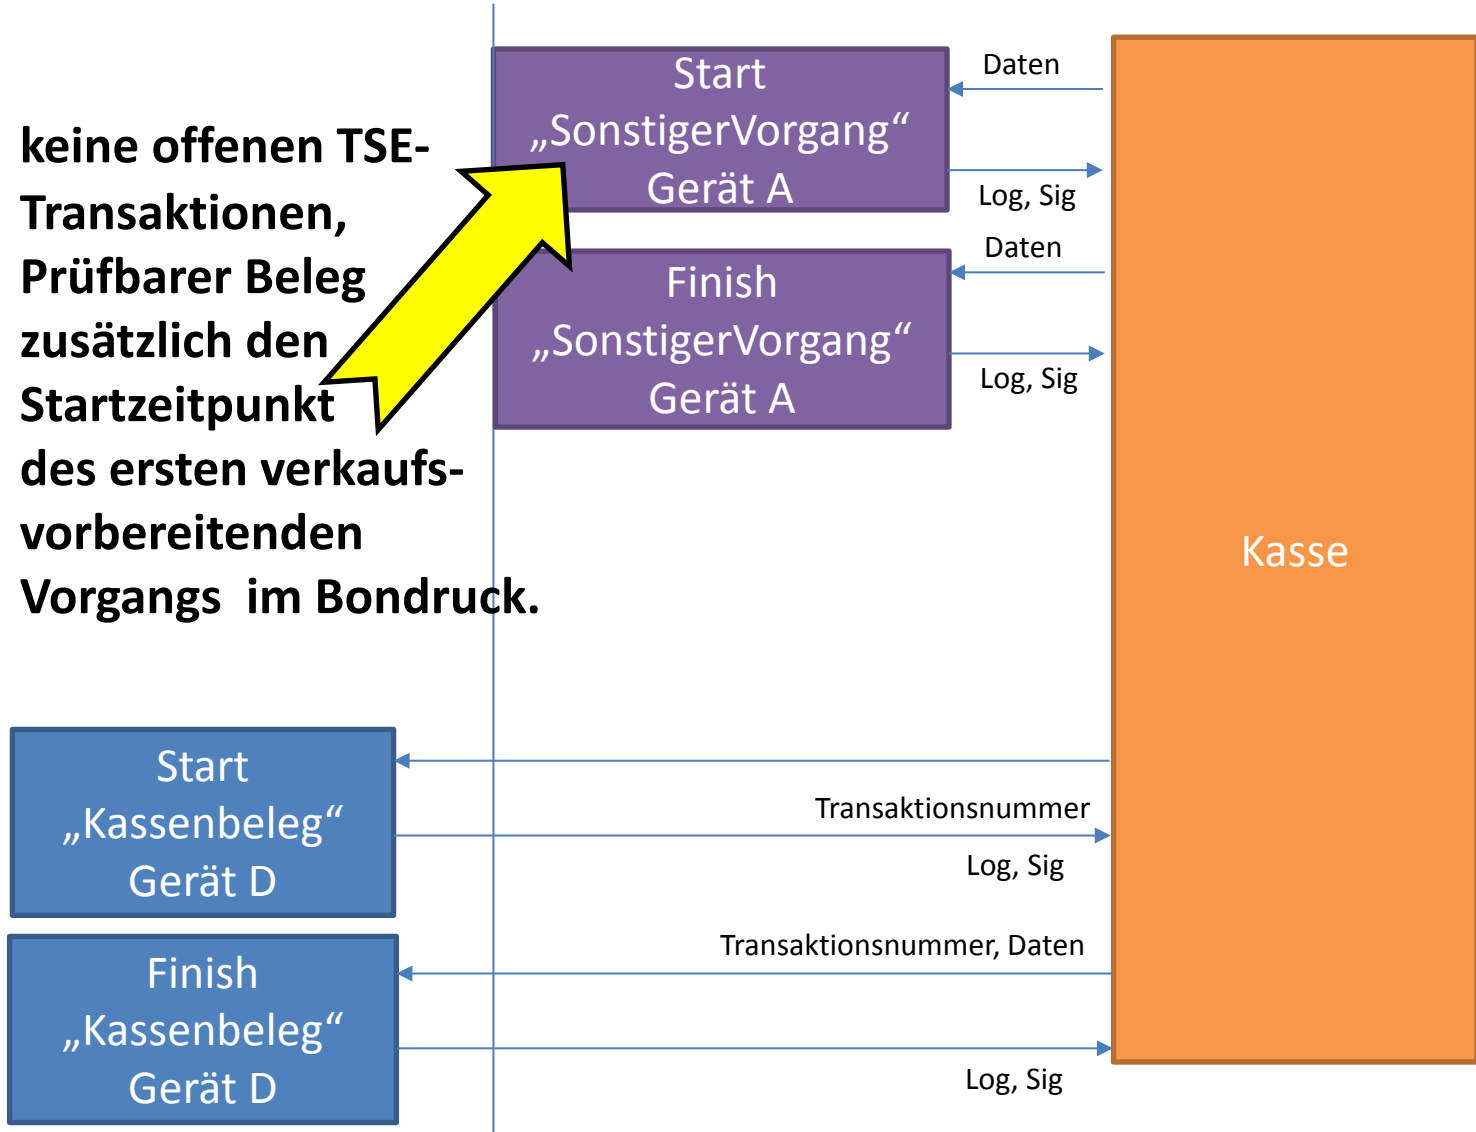 Start
„SonstigerVorgang“
Gerät A
Daten
Log, Sig
keine offenen TSE-
Transaktionen,
Prüfbarer Beleg
zusätzlich den
Startzeitpunkt
des ersten verkaufs-
vorbereitenden
Vorgangs im Bondruck.
Finish
„SonstigerVorgang“
Gerät A
Daten
Log, Sig
Kasse
Start
„Kassenbeleg“
Gerät D
Transaktionsnummer
Log, Sig
Finish
„Kassenbeleg“
Gerät D
Transaktionsnummer, Daten
Log, Sig